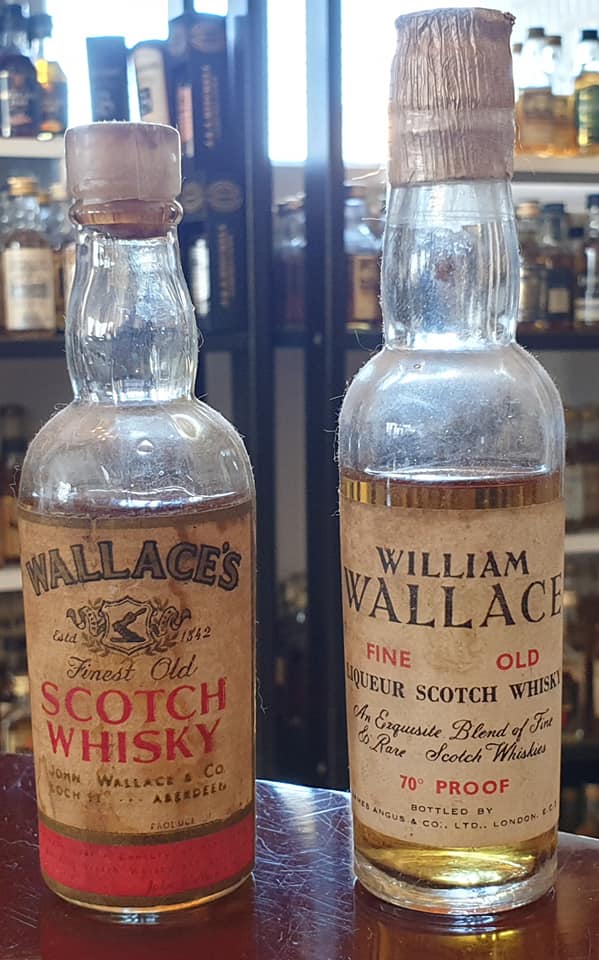 WALLACE'S
Estd 1842
Finest Old
SCOTCH
WHISKY
JOHN WALLACE & CO
ABERDEEN
PRODUCE
WILLIAM
WALLACE
FINE OLD
LIQUEUR SCOTCH WHISKY
An Exquisite Blend of Fine
& Rare Scotch Whiskies
70° PROOF
BOTTLED BY
ANGUS & CO., LTD., LONDON, E.C.